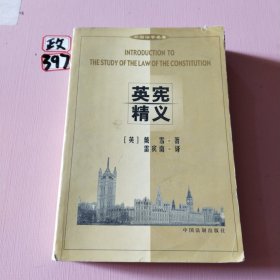 政
397
INTRODUCTION TO
THE STUDY OF THE LAW OF THE CONSTITUTION
英宪
精义
[英] 戴 雪·著
雷宾南·译
中国法制出版社